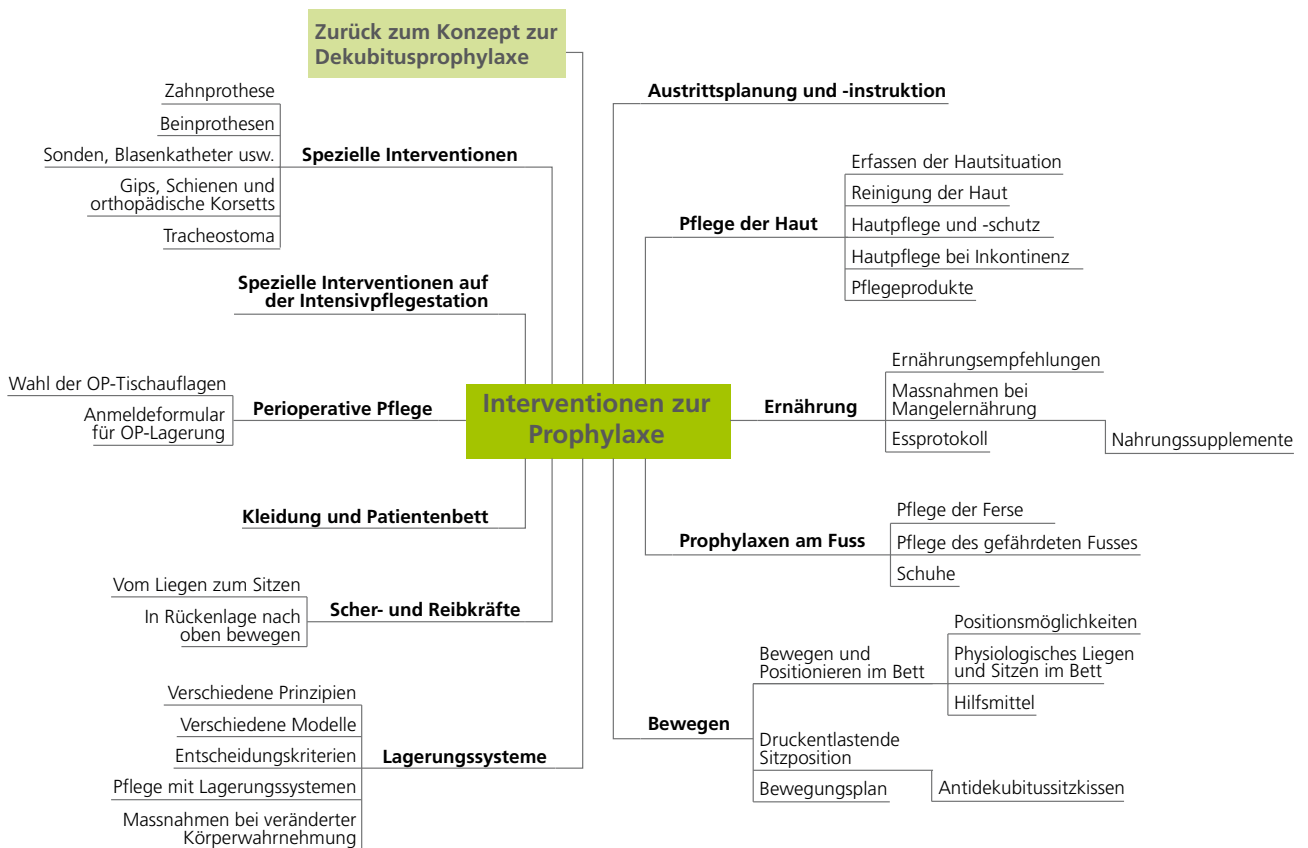 Zurück zum Konzept zur
Dekubitusprophylaxe
Zahnprothese
Beinprothesen
Sonden, Blasenkatheter usw.
Gips, Schienen und
orthopädische Korsetts
Tracheostoma
Spezielle Interventionen
Spezielle Interventionen auf
der Intensivpflegestation
Wahl der OP-Tischauflagen
Anmeldeformular
für OP-Lagerung
Perioperative Pflege
Kleidung und Patientenbett
Vom Liegen zum Sitzen
In Rückenlage nach
oben bewegen
Scher- und Reibkräfte
Verschiedene Prinzipien
Verschiedene Modelle
Entscheidungskriterien
Pflege mit Lagerungssystemen
Massnahmen bei veränderter
Körperwahrnehmung
Lagerungssysteme
Interventionen zur
Prophylaxe
Austrittsplanung und -instruktion
Pflege der Haut
Erfassen der Hautsituation
Reinigung der Haut
Hautpflege und -schutz
Hautpflege bei Inkontinenz
Pflegeprodukte
Ernährung
Ernährungsempfehlungen
Massnahmen bei
Mangelernährung
Essprotokoll
Nahrungssupplemente
Prophylaxen am Fuss
Pflege der Ferse
Pflege des gefährdeten Fusses
Schuhe
Bewegen
Bewegen und
Positionieren im Bett
Positionsmöglichkeiten
Physiologisches Liegen
und Sitzen im Bett
Hilfsmittel
Druckentlastende
Sitzposition
Bewegungsplan
Antidekubitussitzkissen